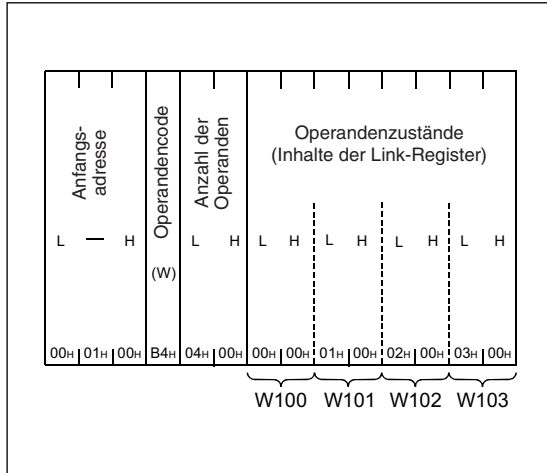 Anfangs-
adresse
Operandencode
(W)
Anzahl der
Operanden
Operandenzustände
(Inhalte der Link-Register)
L — H L H L H L H L H L H
00H 01H 00H B4H 04H 00H 00H 00H 01H 00H 02H 00H 03H 00H
W100 W101 W102 W103